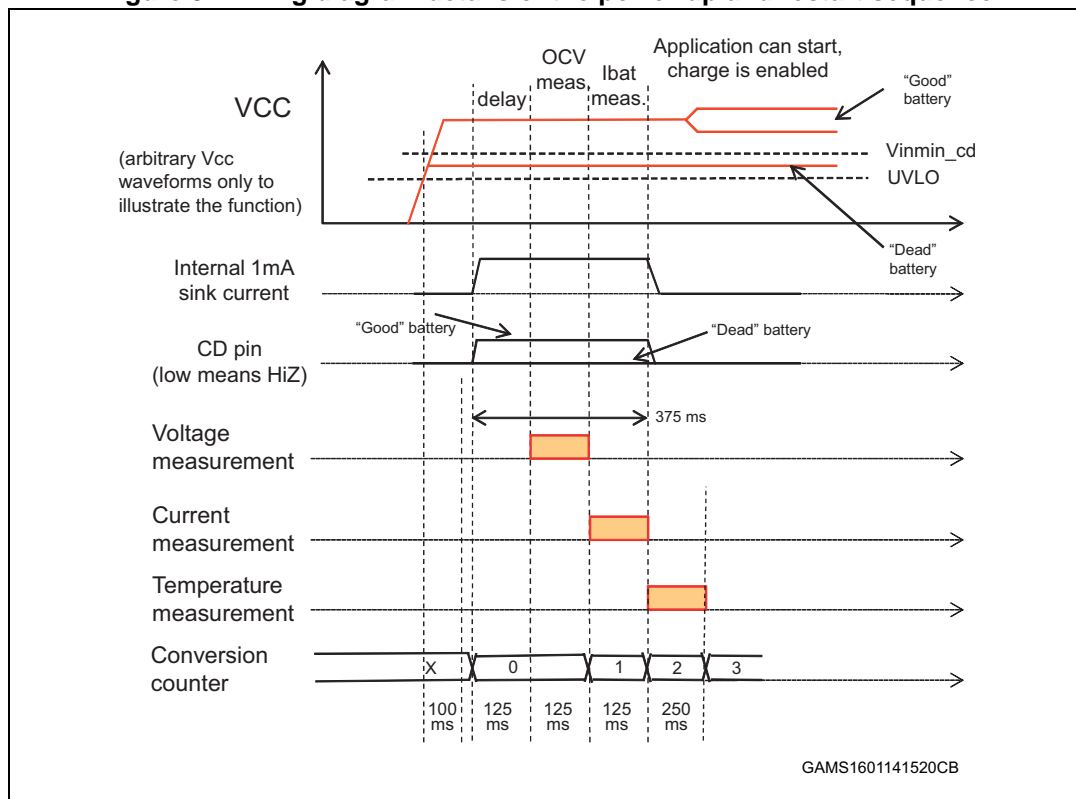 OCV
meas.
Ibat
meas.
delay
Application can start,
charge is enabled
"Good"
battery
VCC
(arbitrary Vcc
waveforms only to
illustrate the function)
Vinmin_cd
UVLO
"Dead"
battery
Internal 1mA
sink current
"Good" battery
"Dead" battery
CD pin
(low means HiZ)
375 ms
Voltage
measurement
Current
measurement
Temperature
measurement
Conversion
counter
X
0
1
2
3
100
ms
125
ms
125
ms
125
ms
250
ms
GAMS1601141520CB